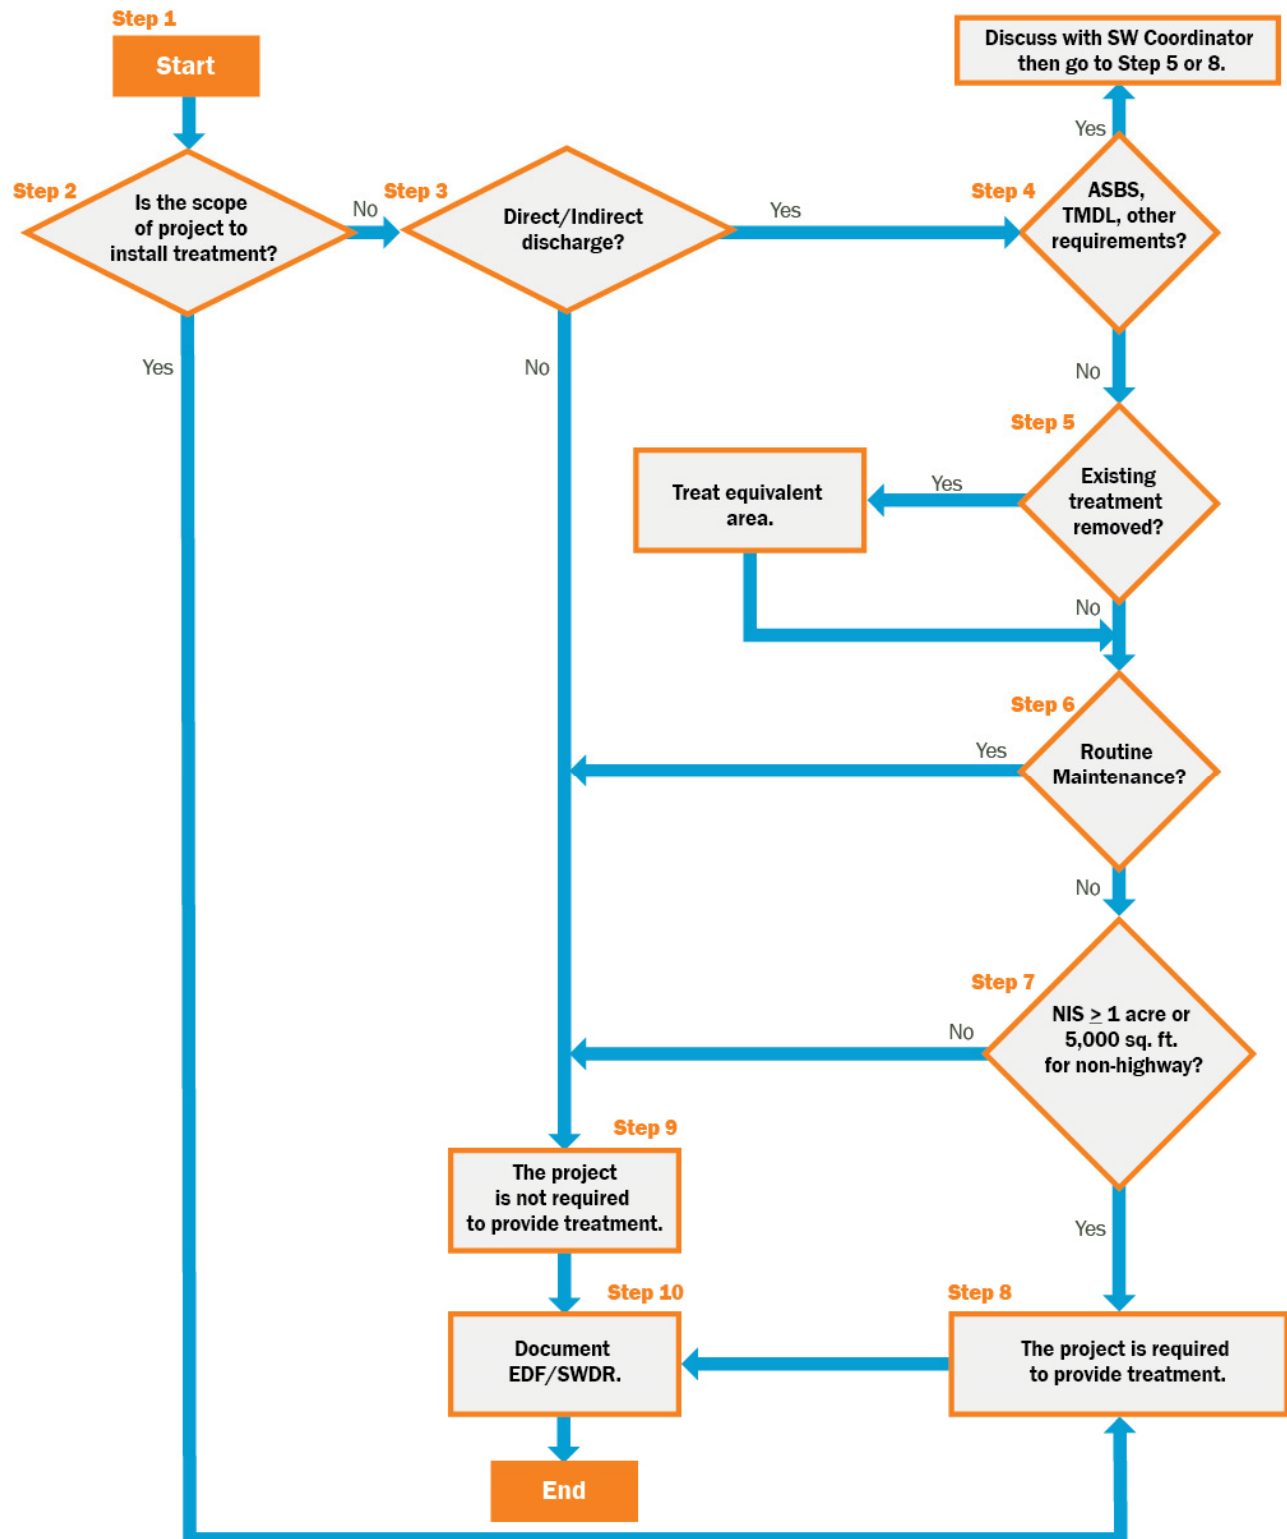 Step 1
Start
Discuss with SW Coordinator
then go to Step 5 or 8.
Yes
Step 2
Is the scope
of project to
install treatment?
No
Step 3
Direct/Indirect
discharge?
Yes
Step 4
ASBS,
TMDL, other
requirements?
Yes
No
No
Step 5
Existing
treatment
removed?
Yes
Treat equivalent
area.
No
Step 6
Routine
Maintenance?
Yes
No
Step 7
NIS ≥ 1 acre or
5,000 sq. ft.
for non-highway?
No
Yes
Step 9
The project
is not required
to provide treatment.
Step 10
Document
EDF/SWDR.
Step 8
The project is required
to provide treatment.
End